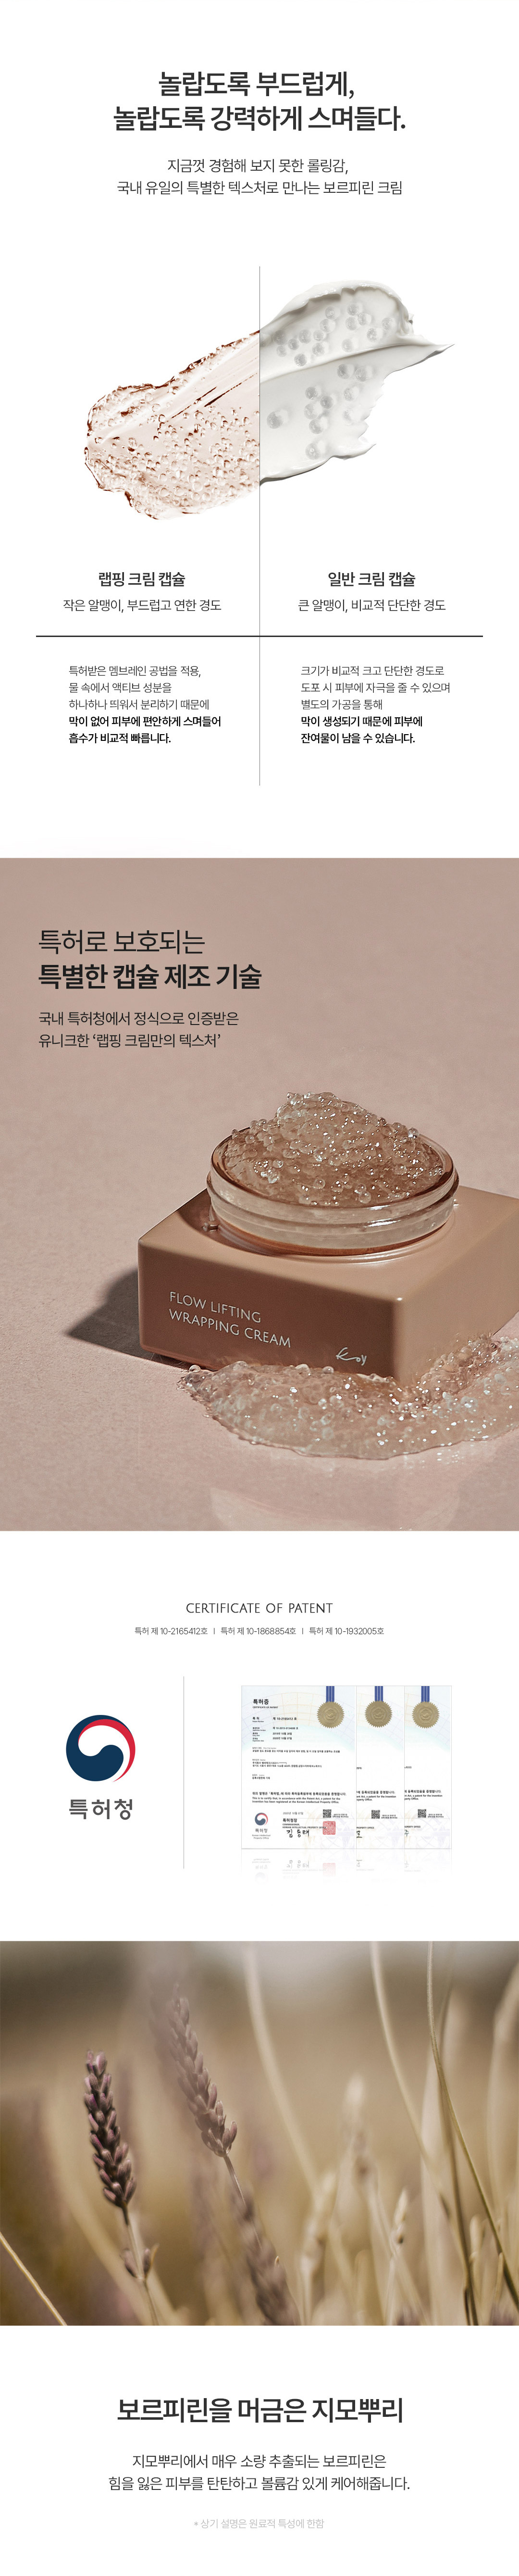 놀랍도록 부드럽게,
놀랍도록 강력하게 스며들다.
지금껏 경험해 보지 못한 롤링감,
국내 유일의 특별한 텍스처로 만나는 보르피린 크림
랩핑 크림 캡슐
일반 크림 캡슐
작은 알맹이, 부드럽고 연한 경도
큰 알맹이, 비교적 단단한 경도
특허받은 멤브레인 공법을 적용,
물 속에서 액티브 성분을
하나하나 띄워서 분리하기 때문에
막이 없어 피부에 편안하게 스며들어
흡수가 비교적 빠릅니다.
크기가 비교적 크고 단단한 경도로
도포 시 피부에 자극을 줄 수 있으며
별도의 가공을 통해
막이 생성되기 때문에 피부에
잔여물이 남을 수 있습니다.
특허로 보호되는
특별한 캡슐 제조 기술
국내 특허청에서 정식으로 인증받은
유니크한 ‘랩핑 크림만의 텍스처’
FLOW LIFTING
WRAPPING CREAM
CERTIFICATE OF PATENT
특허 제 10-2165412호 | 특허 제 10-1868854호 | 특허 제 10-1932005호
특허청
특허증
특허청
보르피린을 머금은 지모뿌리
지모뿌리에서 매우 소량 추출되는 보르피린은
힘을 잃은 피부를 탄탄하고 볼륨감 있게 케어해줍니다.
* 상기 설명은 원료적 특성에 한함